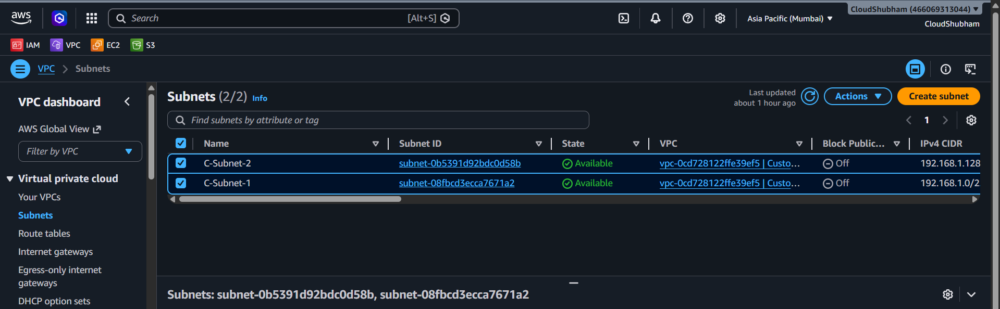 CloudShubham (466069313044)
aws Search [Alt+S] Asia Pacific (Mumbai) CloudShubham
IAM VPC EC2 S3
VPC Subnets
VPC dashboard
AWS Global View
Filter by VPC
Virtual private cloud
Your VPCs
Subnets
Route tables
Internet gateways
Egress-only internet
gateways
DHCP option sets
Subnets (2/2) Info
Last updated
about 1 hour ago
Actions
Create subnet
Find subnets by attribute or tag
1
Name Subnet ID State VPC Block Public... IPv4 CIDR
C-Subnet-2 subnet-0b5391d92bdc0d58b Available vpc-0cd728122ffe39ef5 | Custo... Off 192.168.1.128
C-Subnet-1 subnet-08fbcd3ecca7671a2 Available vpc-0cd728122ffe39ef5 | Custo... Off 192.168.1.0/2
Subnets: subnet-0b5391d92bdc0d58b, subnet-08fbcd3ecca7671a2